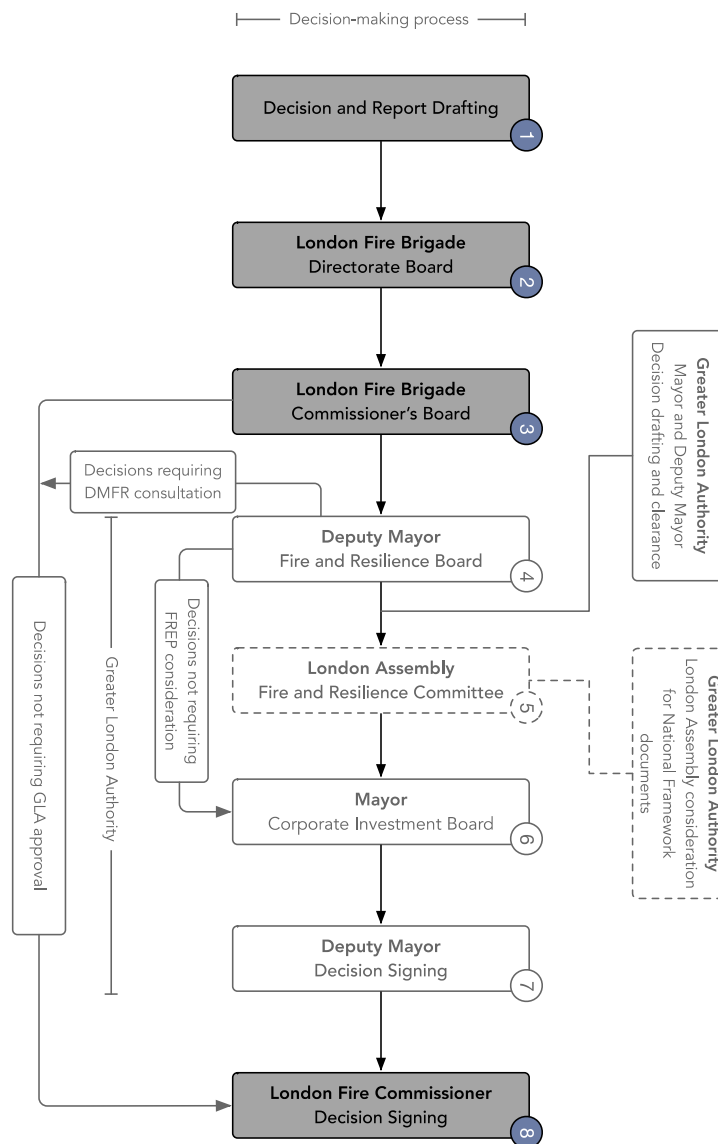 Decision-making process
Decision and Report Drafting
1
London Fire Brigade
Directorate Board
2
London Fire Brigade
Commissioner’s Board
3
Greater London Authority
Mayor and Deputy Mayor
Decision drafting and clearance
Decisions requiring
DMFR consultation
Deputy Mayor
Fire and Resilience Board
4
Decisions not requiring
FREP consideration
London Assembly
Fire and Resilience Committee
5
Greater London Authority
London Assembly consideration
for National Framework
documents
Greater London Authority
Decisions not requiring GLA approval
Mayor
Corporate Investment Board
6
Deputy Mayor
Decision Signing
7
London Fire Commissioner
Decision Signing
8